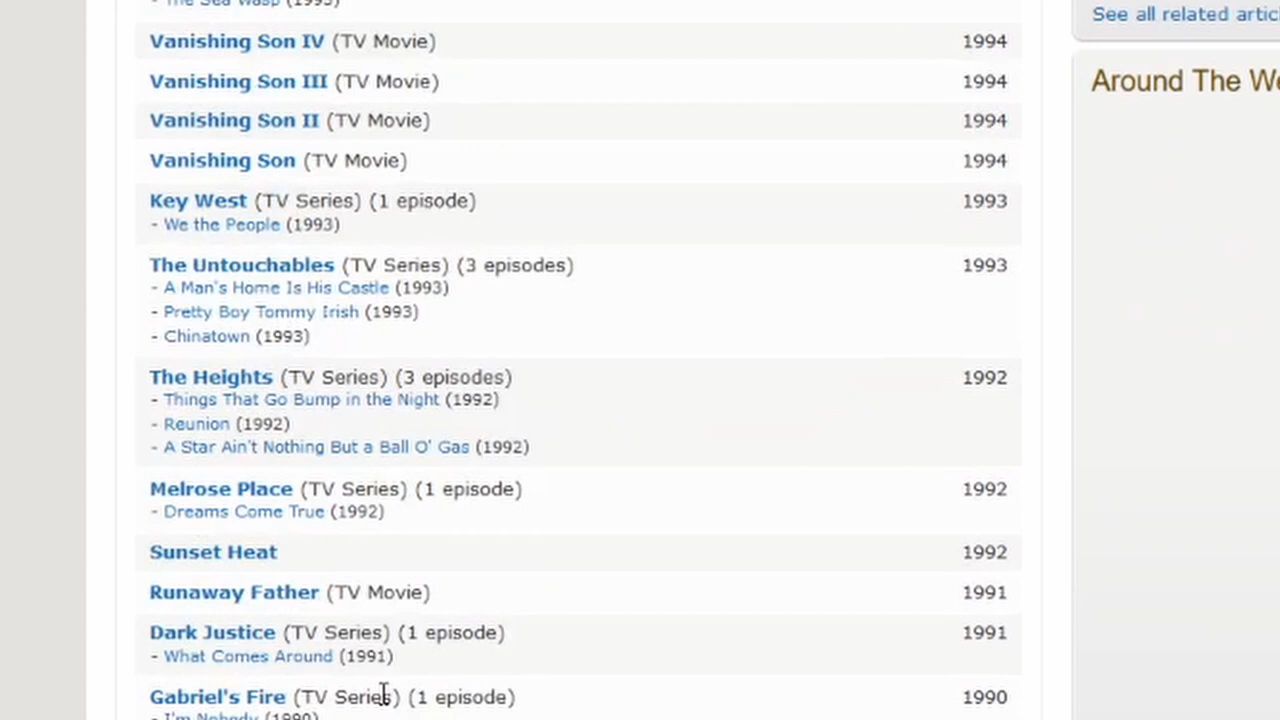 - The Sea Wasp (1995)
See all related artic
Vanishing Son IV (TV Movie) 1994
Around The We
Vanishing Son III (TV Movie) 1994
Vanishing Son II (TV Movie) 1994
Vanishing Son (TV Movie) 1994
Key West (TV Series) (1 episode) 1993
- We the People (1993)
The Untouchables (TV Series) (3 episodes) 1993
- A Man's Home Is His Castle (1993)
- Pretty Boy Tommy Irish (1993)
- Chinatown (1993)
The Heights (TV Series) (3 episodes) 1992
- Things That Go Bump in the Night (1992)
- Reunion (1992)
- A Star Ain't Nothing But a Ball O' Gas (1992)
Melrose Place (TV Series) (1 episode) 1992
- Dreams Come True (1992)
Sunset Heat 1992
Runaway Father (TV Movie) 1991
Dark Justice (TV Series) (1 episode) 1991
- What Comes Around (1991)
Gabriel's Fire (TV Series) (1 episode) 1990
- I'm Nobody (1990)